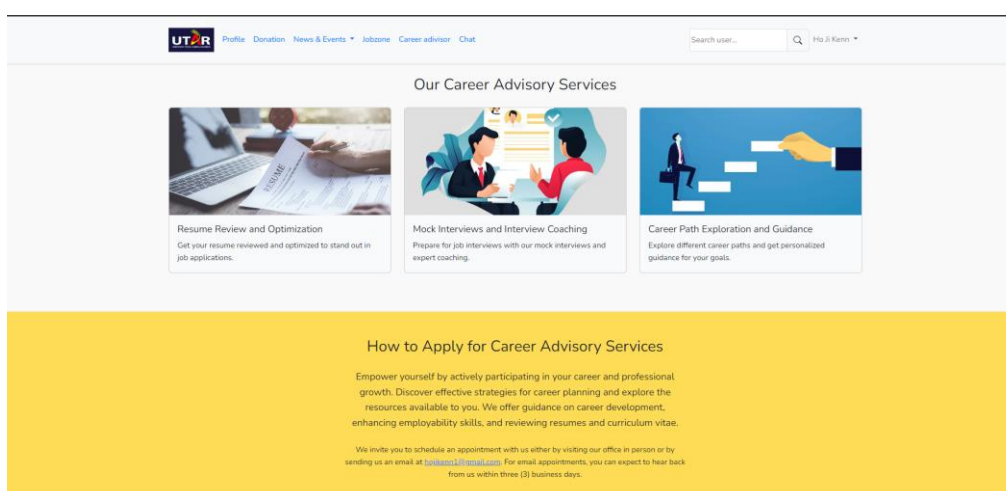 UTAR
Profile Donation News & Events Jobzone Career adivisor Chat
Search user...
Ho Ji Kenn
Our Career Advisory Services
RESUME
Resume Review and Optimization
Get your resume reviewed and optimized to stand out in
job applications.
Mock Interviews and Interview Coaching
Prepare for job interviews with our mock interviews and
expert coaching.
Career Path Exploration and
Guidance
Explore different career paths and get personalized
guidance for your goals.
How to Apply for Career Advisory Services
Empower yourself by actively participating in your career and professional
growth. Discover effective strategies for career planning and explore the
resources available to you. We offer guidance on career development,
enhancing employability skills, and reviewing resumes and curriculum vitae.
We invite you to schedule an appointment with us either by visiting our office in person or by
sending us an email at hojikenn1@gmail.com. For email appointments, you can expect to hear back
from us within three (3) business days.